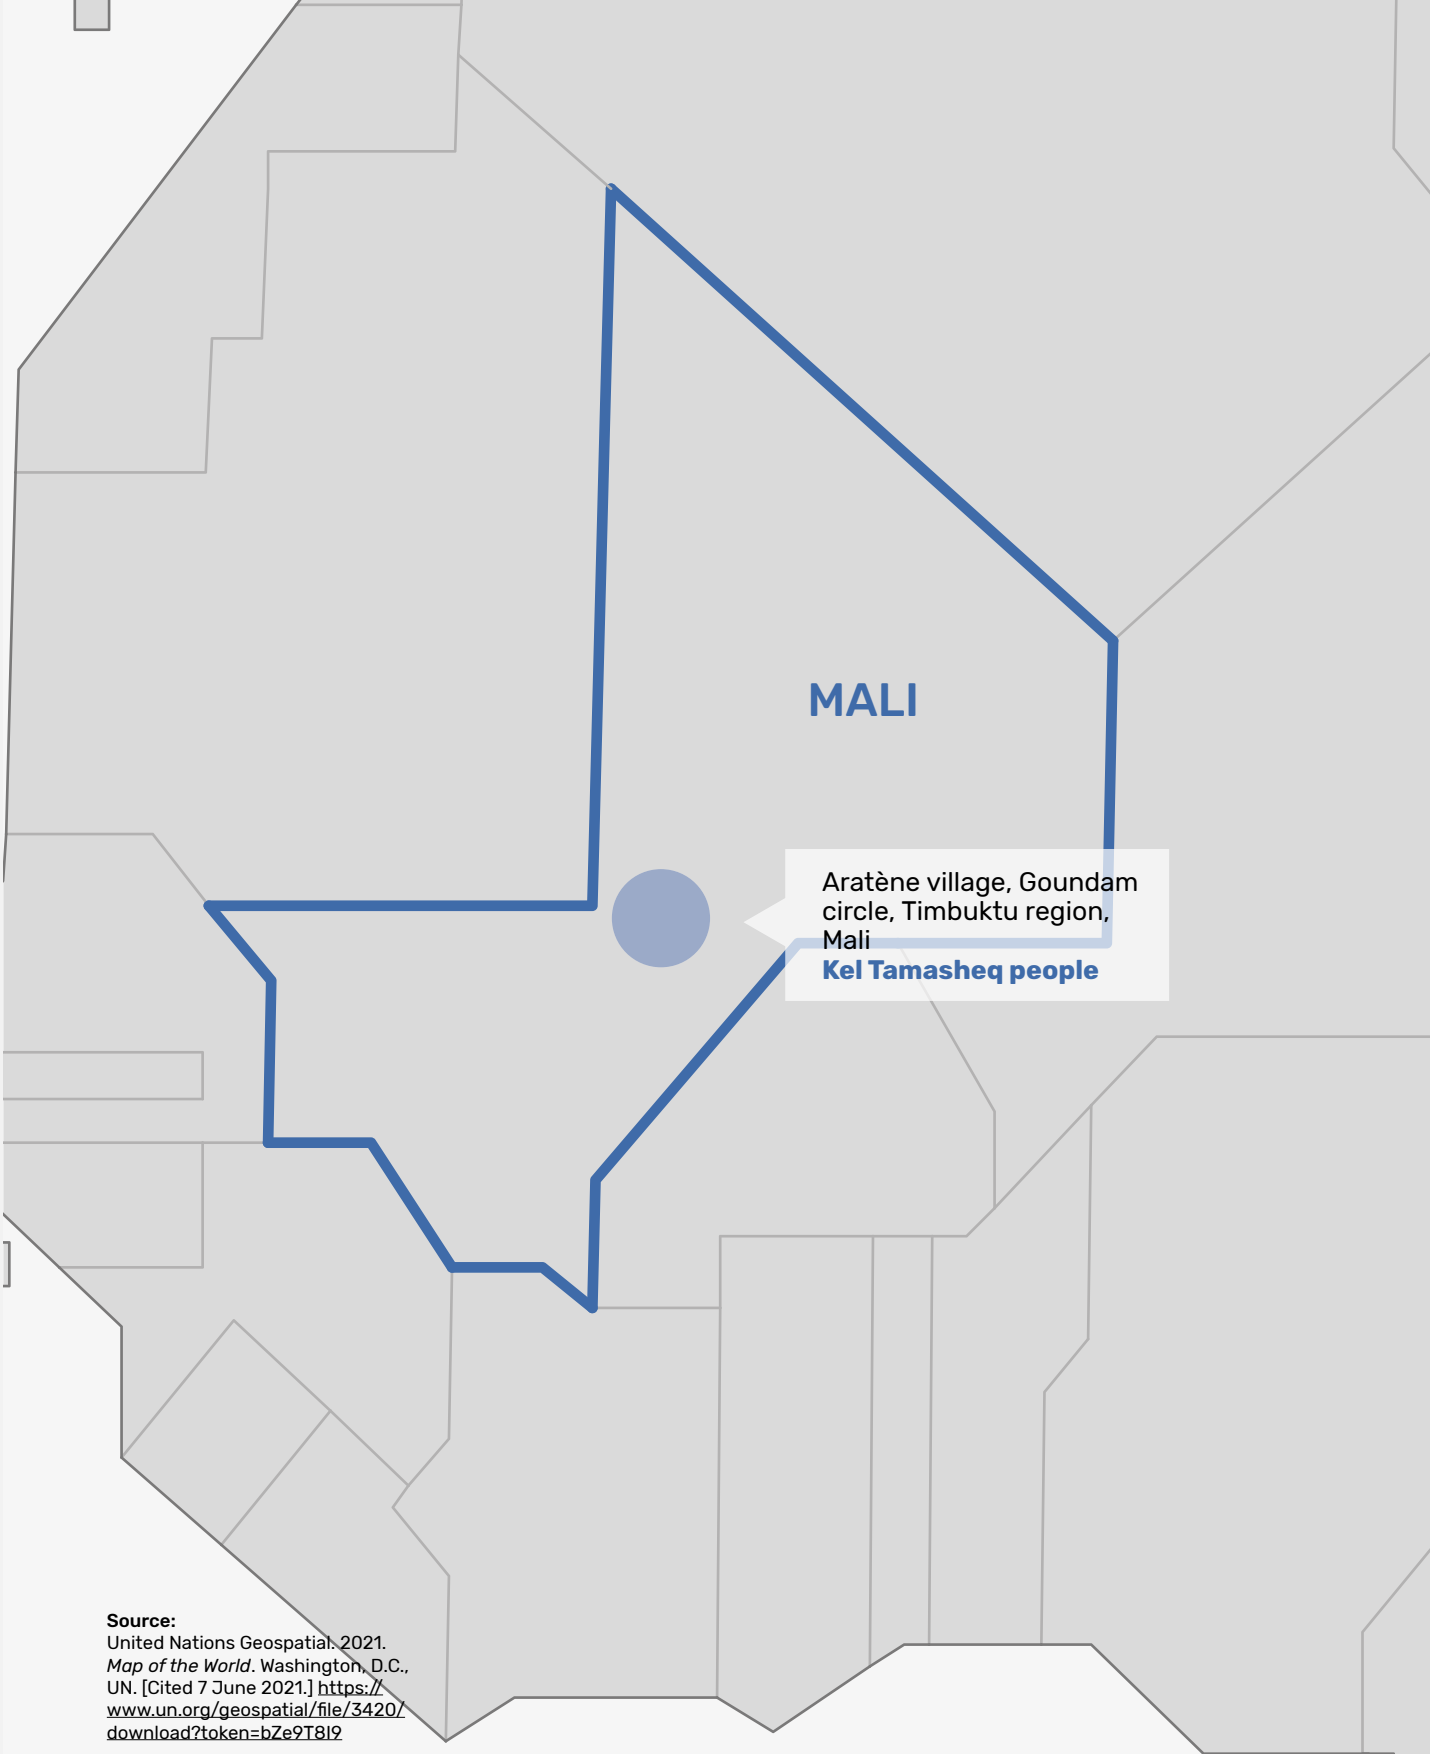 MALI
Aratène village, Goundam
circle, Timbuktu region,
Mali
Kel Tamasheq people
Source:
United Nations Geospatial. 2021.
Map of the World. Washington, D.C.,
UN. [Cited 7 June 2021.] https://
www.un.org/geospatial/file/3420/
download?token=bZe9T8I9